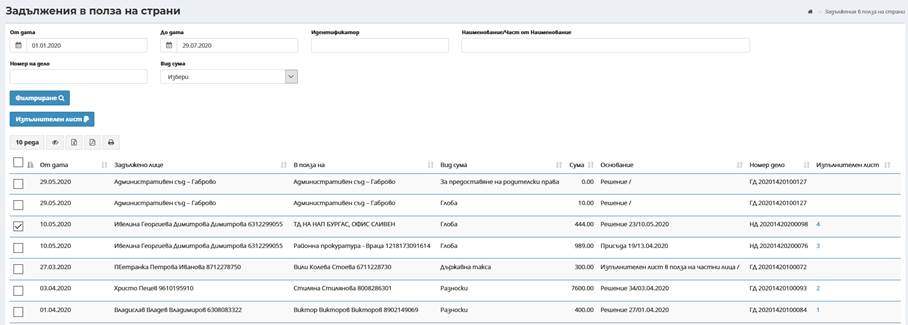 Задължения в полза на страни
Задължения в полза на страни
От дата До дата Идентификатор Наименование/Част от Наименование
01.01.2020 29.07.2020
Номер на дело Вид сума
Избери
Филтриране
Изпълнителен лист
10 реда
От дата Задължено лице В полза на Вид сума Сума Основание Номер дело Изпълнителен лист
29.05.2020 Административен съд – Габрово Административен съд – Габрово За предоставяне на родителски права 0.00 Решение / ГД 20201420100127
29.05.2020 Административен съд – Габрово Административен съд – Габрово Глоба 10.00 Решение / ГД 20201420100127
10.05.2020 Ивелина Георгиева Димитрова Димитрова 6312299055 ТД НА НАП БУРГАС, ОФИС СЛИВЕН Глоба 444.00 Решение 23/10.05.2020 НД 20201420200098 4
10.05.2020 Ивелина Георгиева Димитрова Димитрова 6312299055 Районна прокуратура - Враца 1218173091614 Глоба 989.00 Присъда 19/13.04.2020 НД 20201420200076 3
27.03.2020 ПЕетранка Петрова Иванова 8712278750 Вили Колева Стоева 6711228730 Държавна такса 300.00 Изпълнителен лист в полза на частни лица / ГД 20201420100072
03.04.2020 Христо Пецев 9610195910 Стиляна Стилянова 8008286301 Разноски 7600.00 Решение 34/03.04.2020 ГД 20201420100093 2
01.04.2020 Владислав Владев Владимиров 6308083322 Виктор Викторов Викторов 8902149069 Разноски 400.00 Решение 27/01.04.2020 ГД 20201420100084 1